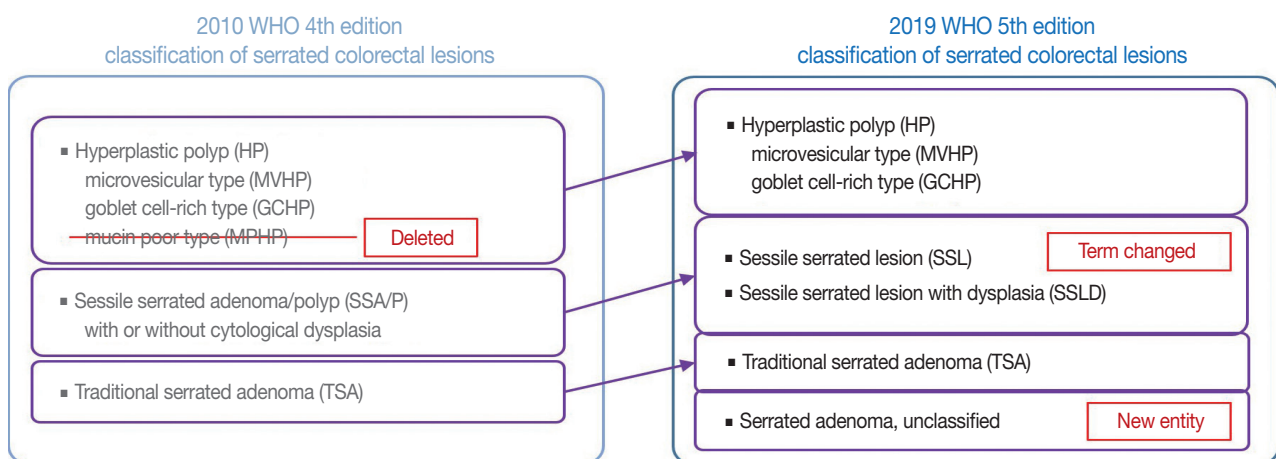 2010 WHO 4th edition
classification of serrated colorectal lesions
▪ Hyperplastic polyp (HP)
microvesicular type (MVHP)
goblet cell-rich type (GCHP)
mucin poor type (MPHP)
Deleted
▪ Sessile serrated adenoma/polyp (SSA/P)
with or without cytological dysplasia
▪ Traditional serrated adenoma (TSA)
2019 WHO 5th edition
classification of serrated colorectal lesions
▪ Hyperplastic polyp (HP)
microvesicular type (MVHP)
goblet cell-rich type (GCHP)
Term changed
▪ Sessile serrated lesion (SSL)
▪ Sessile serrated lesion with dysplasia (SSLD)
▪ Traditional serrated adenoma (TSA)
▪ Serrated adenoma, unclassified
New entity